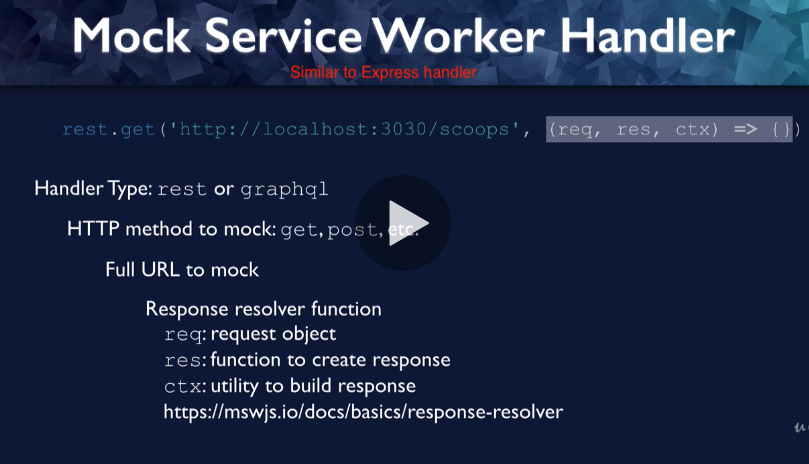 Mock Service Worker Handler
Similar to Express handler
rest.get('http://localhost:3030/scoops', (req, res, ctx) => {})
Handler Type: rest or graphql
HTTP method to mock: get, post, etc.
Full URL to mock
Response resolver function
req: request object
res: function to create response
ctx: utility to build response
https://mswjs.io/docs/basics/response-resolver